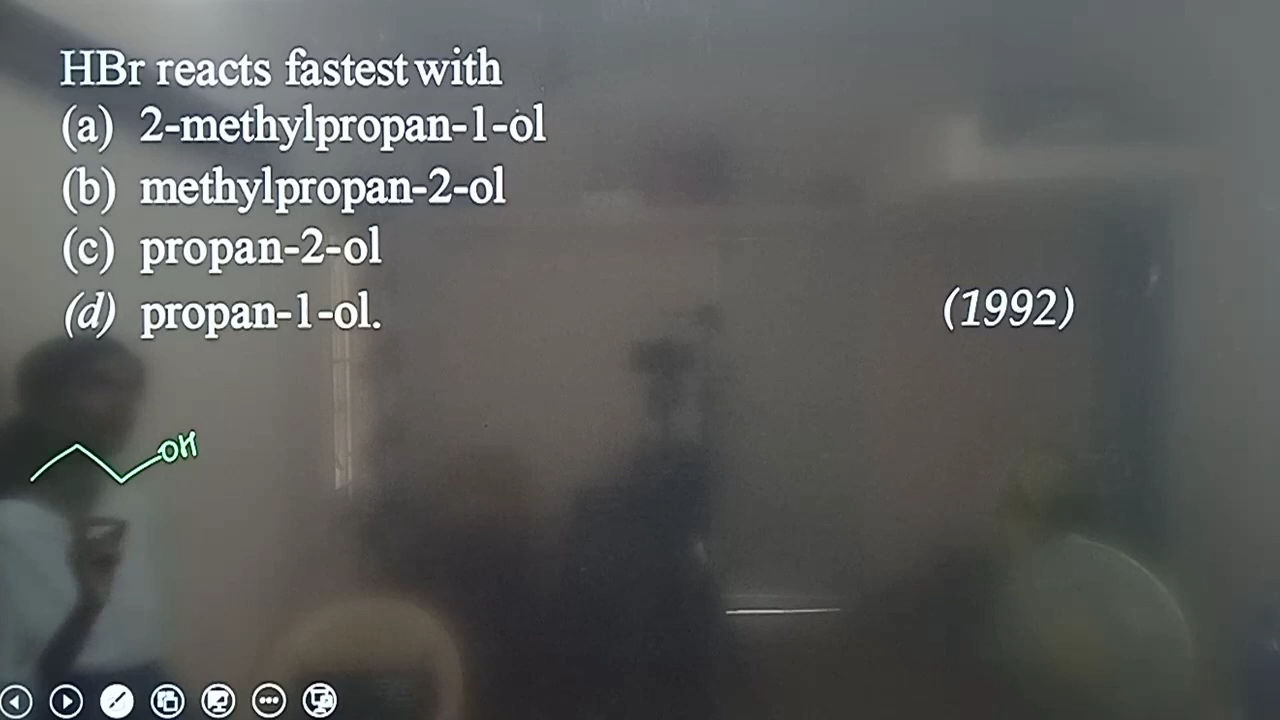 HBr reacts fastest with
(a) 2-methylpropan-1-ol
(b) methylpropan-2-ol
(c) propan-2-ol
(d) propan-1-ol.
(1992)
OH